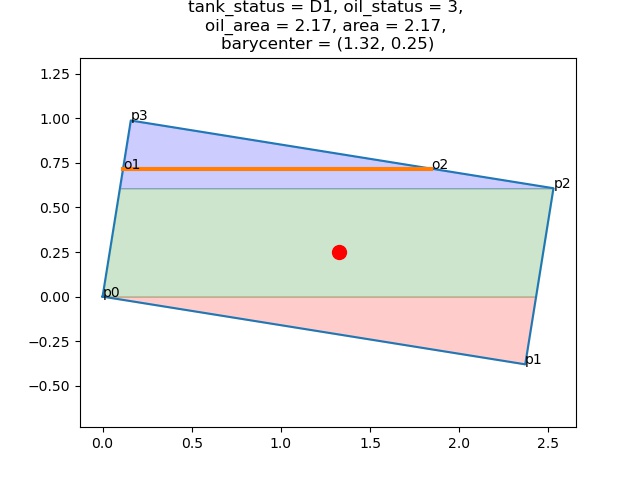 tank_status = D1, oil_status = 3,
oil_area = 2.17, area = 2.17,
barycenter = (1.32, 0.25)
1.25
1.00
0.75
0.50
0.25
0.00
−0.25
−0.50
p3
o1
o2
p2
p0
p1
0.0
0.5
1.0
1.5
2.0
2.5